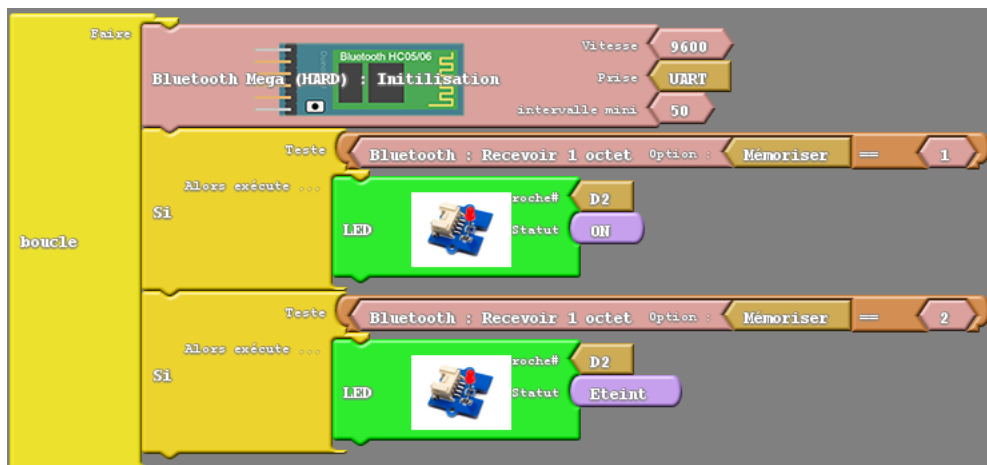 Faire
Bluetooth HC05/06
Vitesse 9600
Bluetooth Mega (HARD) : Initilisation
Prise UART
intervalle mini 50
Teste Bluetooth : Recevoir 1 octet Option : Mémoriser == 1
Alors exécute ...
Si
roche# D2
LED
Statut ON
boucle
Teste Bluetooth : Recevoir 1 octet Option : Mémoriser == 2
Alors exécute ...
Si
roche# D2
LED
Statut Eteint